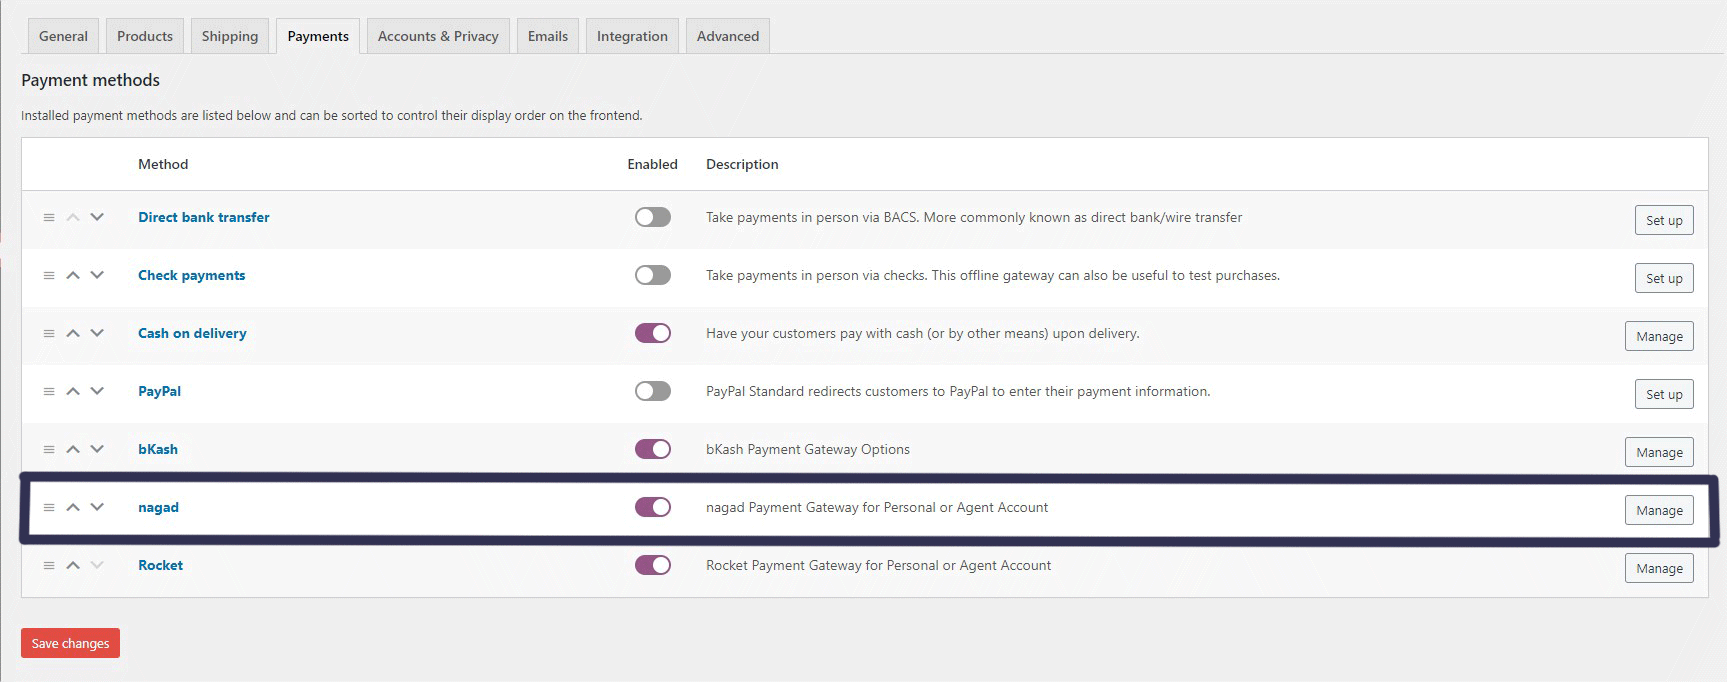 General Products Shipping Payments Accounts & Privacy Emails Integration Advanced
Payment methods
Installed payment methods are listed below and can be sorted to control their display order on the frontend.
Method Enabled Description
Direct bank transfer Take payments in person via BACS. More commonly known as direct bank/wire transfer Set up
Check payments Take payments in person via checks. This offline gateway can also be useful to test purchases. Set up
Cash on delivery Have your customers pay with cash (or by other means) upon delivery. Manage
PayPal PayPal Standard redirects customers to PayPal to enter their payment information. Set up
bKash bKash Payment Gateway Options Manage
nagad nagad Payment Gateway for Personal or Agent Account Manage
Rocket Rocket Payment Gateway for Personal or Agent Account Manage
Save changes